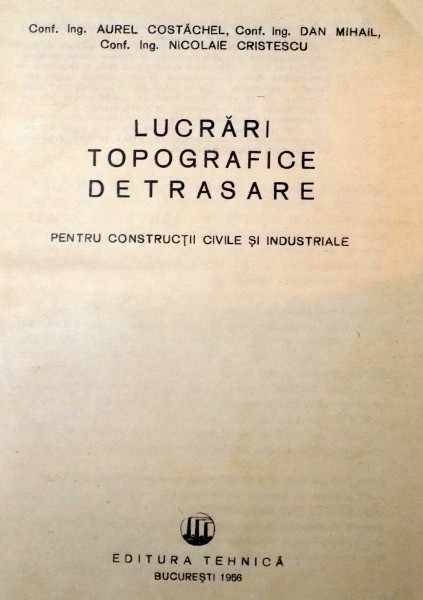 Conf. Ing. AUREL COSTĂCHEL, Conf. Ing. DAN MIHAIL,
Conf. Ing. NICOLAIE CRISTESCU
LUCRĂRI
TOPOGRAFICE
DE TRASARE
PENTRU CONSTRUCȚII CIVILE ȘI INDUSTRIALE
EDITURA TEHNICĂ
BUCUREȘTI 1956